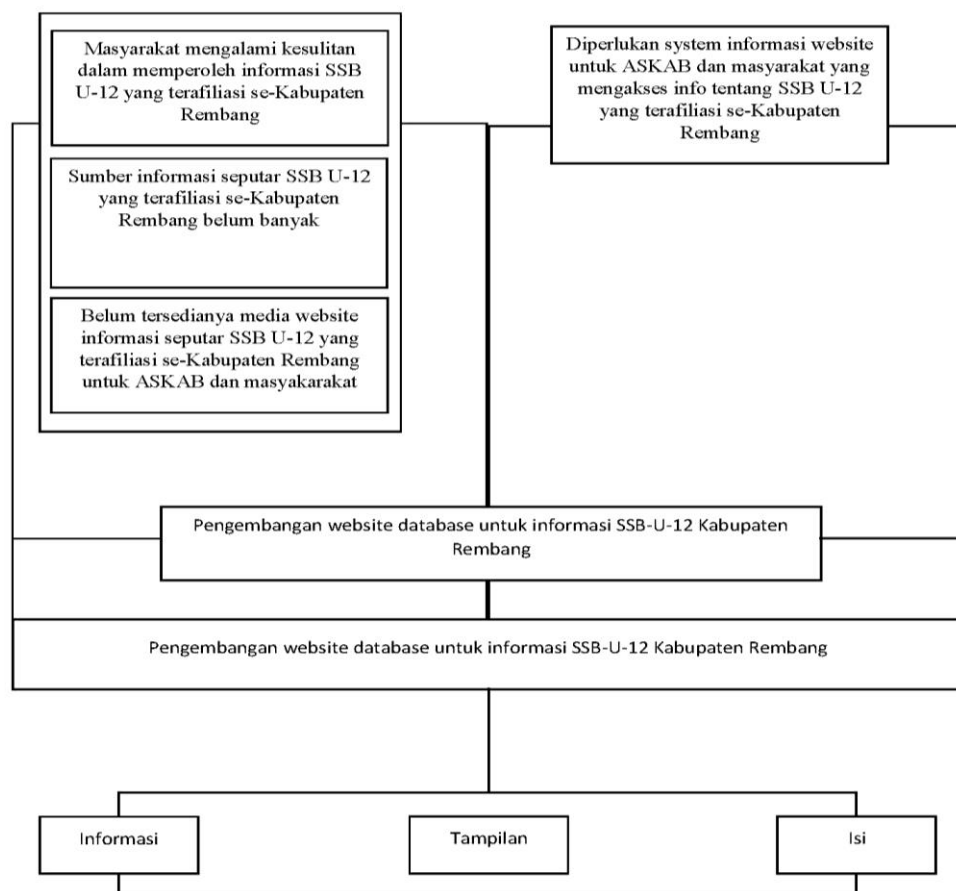 Masyarakat mengalami kesulitan
dalam memperoleh informasi SSB
U-12 yang terafiliasi se-Kabupaten
Rembang
Sumber informasi seputar SSB U-12
yang terafiliasi se-Kabupaten
Rembang belum banyak
Belum tersedianya media website
informasi seputar SSB U-12 yang
terafiliasi se-Kabupaten Rembang
untuk ASKAB dan masyakarakat
Diperlukan system informasi website
untuk ASKAB dan masyarakat yang
mengakses info tentang SSB U-12
yang terafiliasi se-Kabupaten
Rembang
Pengembangan website database untuk informasi SSB-U-12 Kabupaten
Rembang
Pengembangan website database untuk informasi SSB-U-12 Kabupaten Rembang
Informasi
Tampilan
Isi